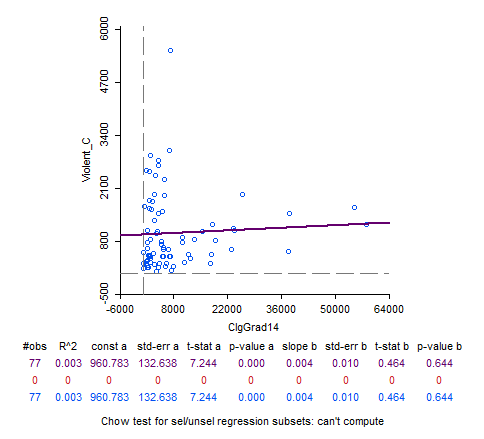 6000
4700
3400
2100
800
-500
Violent_C
-6000 8000 22000 36000 50000 64000
ClgGrad14
#obs R^2 const a std-err a t-stat a p-value a slope b std-err b t-stat b p-value b
77 0.003 960.783 132.638 7.244 0.000 0.004 0.010 0.464 0.644
0 0 0 0 0 0 0 0 0 0
77 0.003 960.783 132.638 7.244 0.000 0.004 0.010 0.464 0.644
Chow test for sel/unsel regression subsets: can't compute